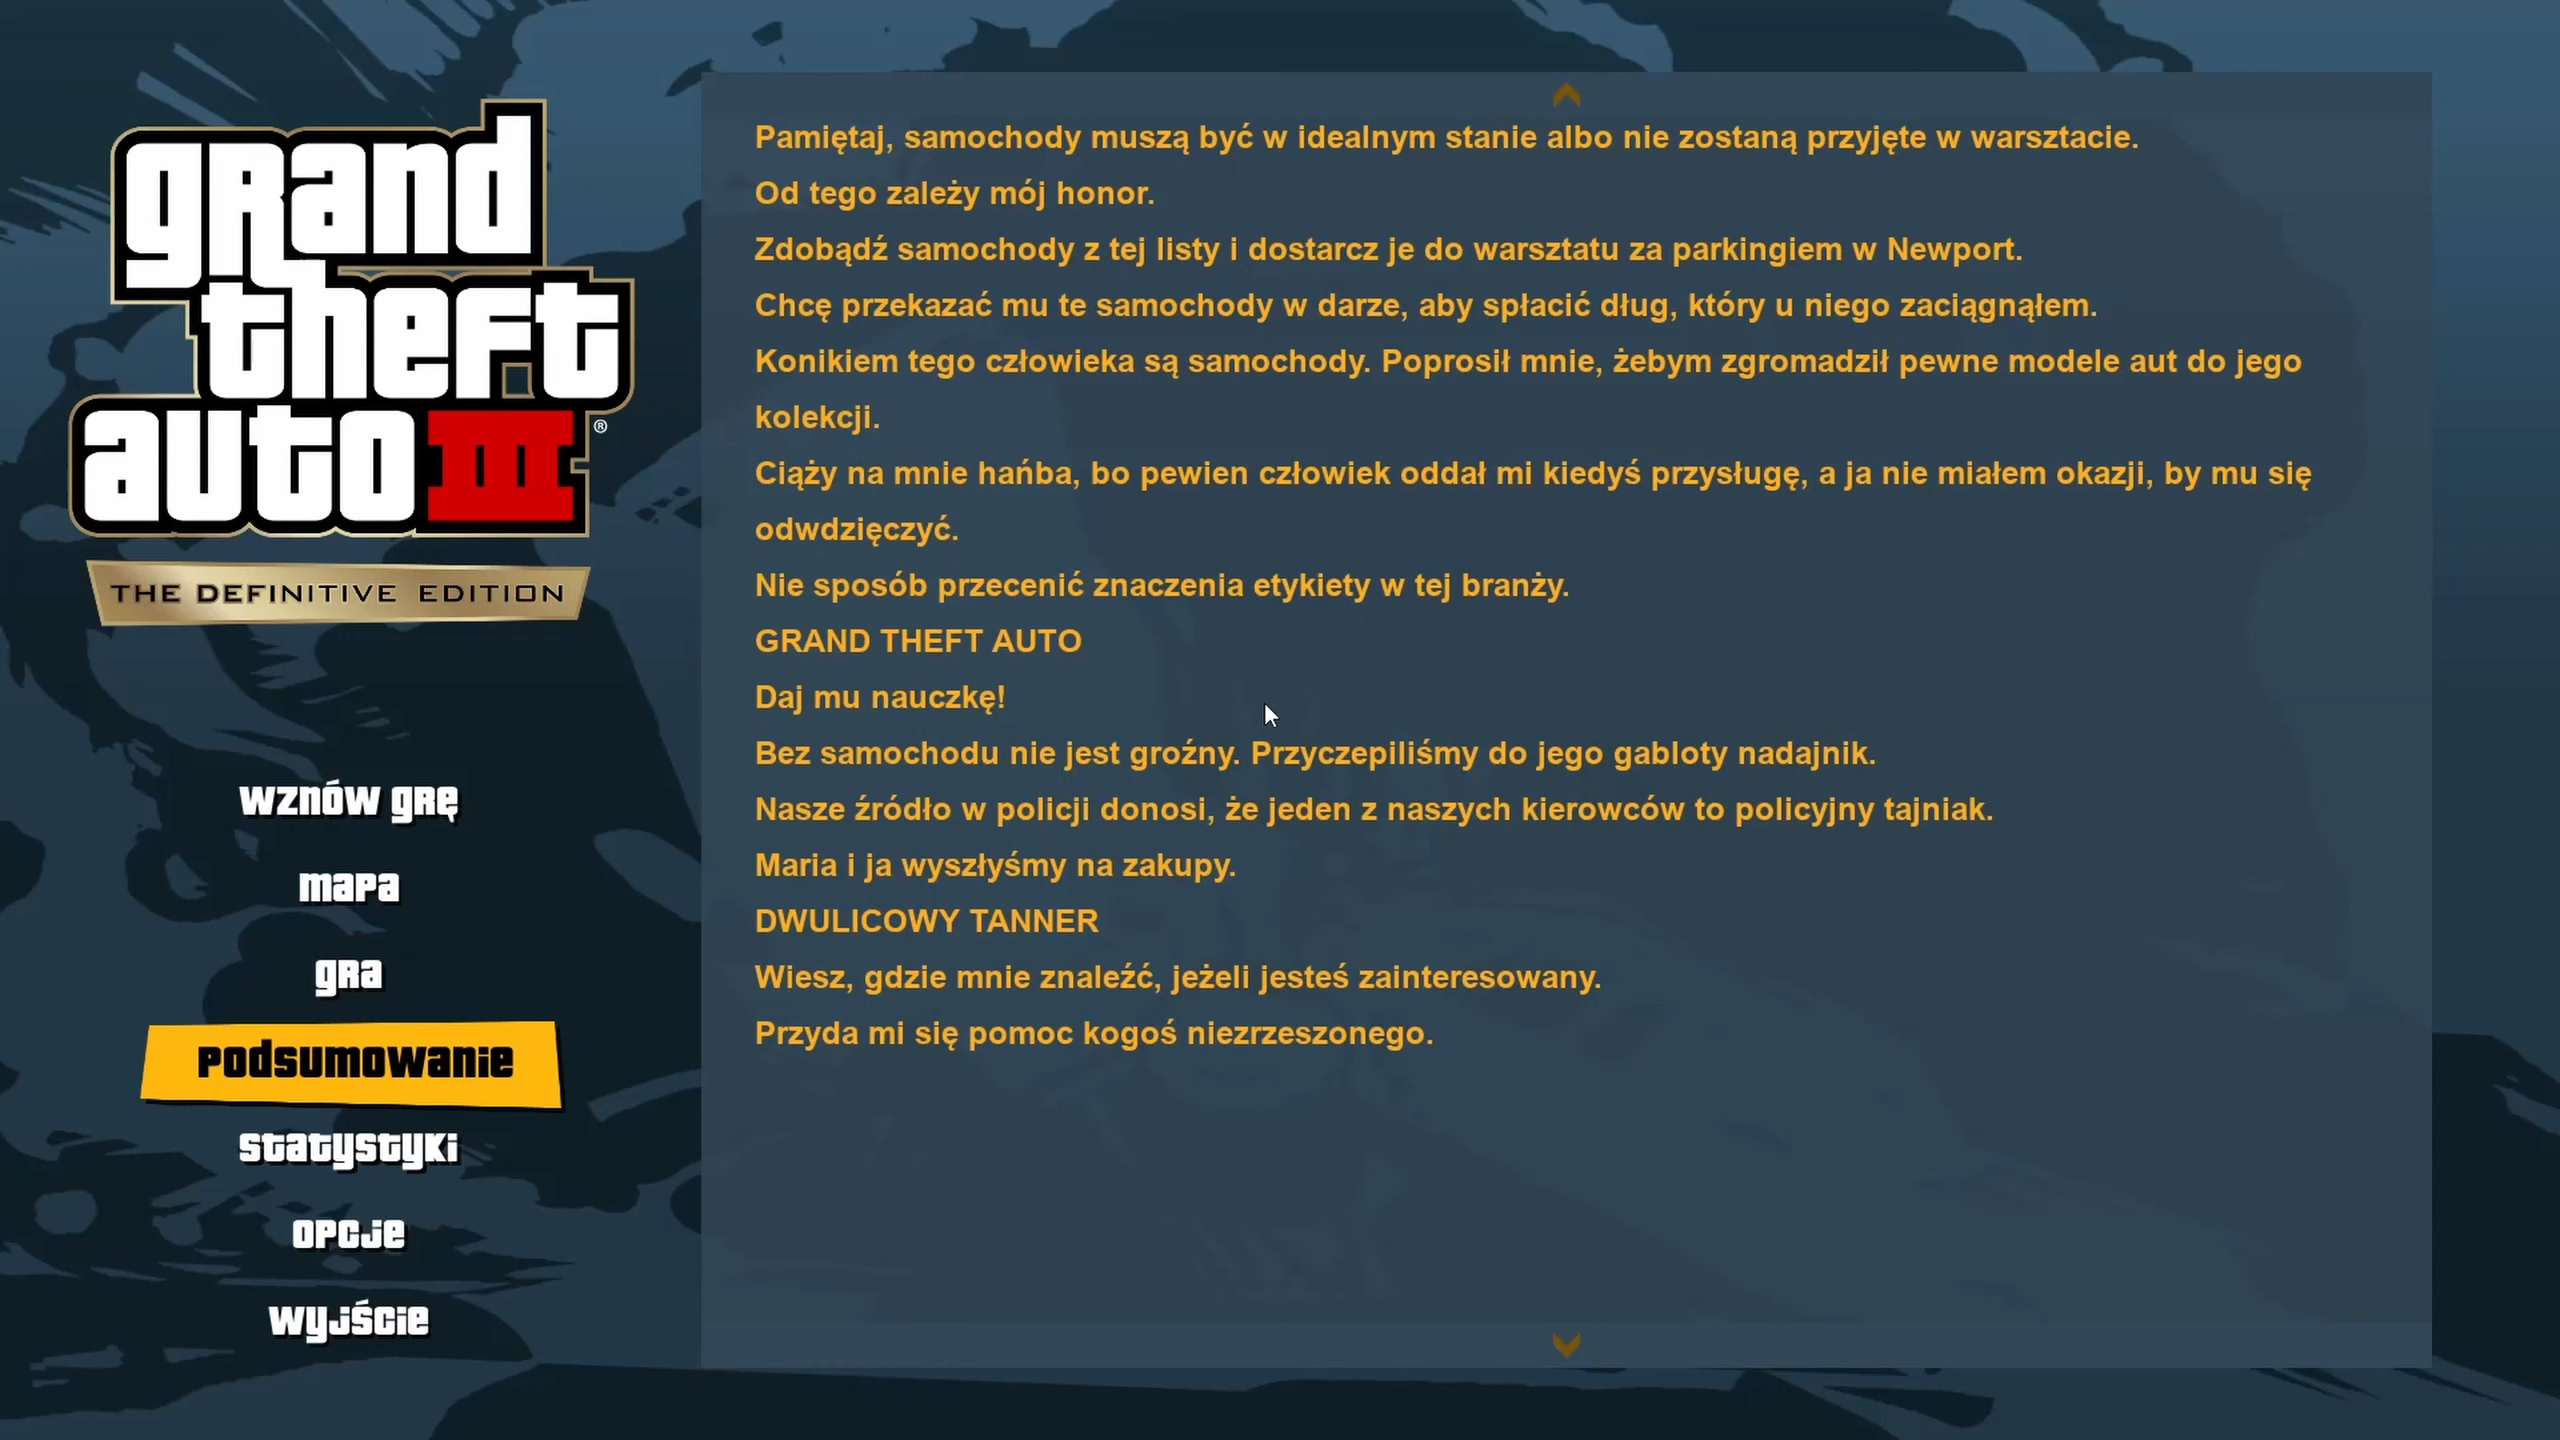 grand
theft
auto III
®
THE DEFINITIVE EDITION
wznów grę
mapa
gra
podsumowanie
statystyki
opcje
wyjście
Pamiętaj, samochody muszą być w idealnym stanie albo nie zostaną przyjęte w warsztacie.
Od tego zależy mój honor.
Zdobądź samochody z tej listy i dostarcz je do warsztatu za parkingiem w Newport.
Chcę przekazać mu te samochody w darze, aby spłacić dług, który u niego zaciągnąłem.
Konikiem tego człowieka są samochody. Poprosił mnie, żebym zgromadził pewne modele aut do jego
kolekcji.
Ciąży na mnie hańba, bo pewien człowiek oddał mi kiedyś przysługę, a ja nie miałem okazji, by mu się
odwdzięczyć.
Nie sposób przecenić znaczenia etykiety w tej branży.
GRAND THEFT AUTO
Daj mu nauczkę!
Bez samochodu nie jest groźny. Przyczepiliśmy do jego gabloty nadajnik.
Nasze źródło w policji donosi, że jeden z naszych kierowców to policyjny tajniak.
Maria i ja wyszłyśmy na zakupy.
DWULICOWY TANNER
Wiesz, gdzie mnie znaleźć, jeżeli jesteś zainteresowany.
Przyda mi się pomoc kogoś niezrzeszonego.